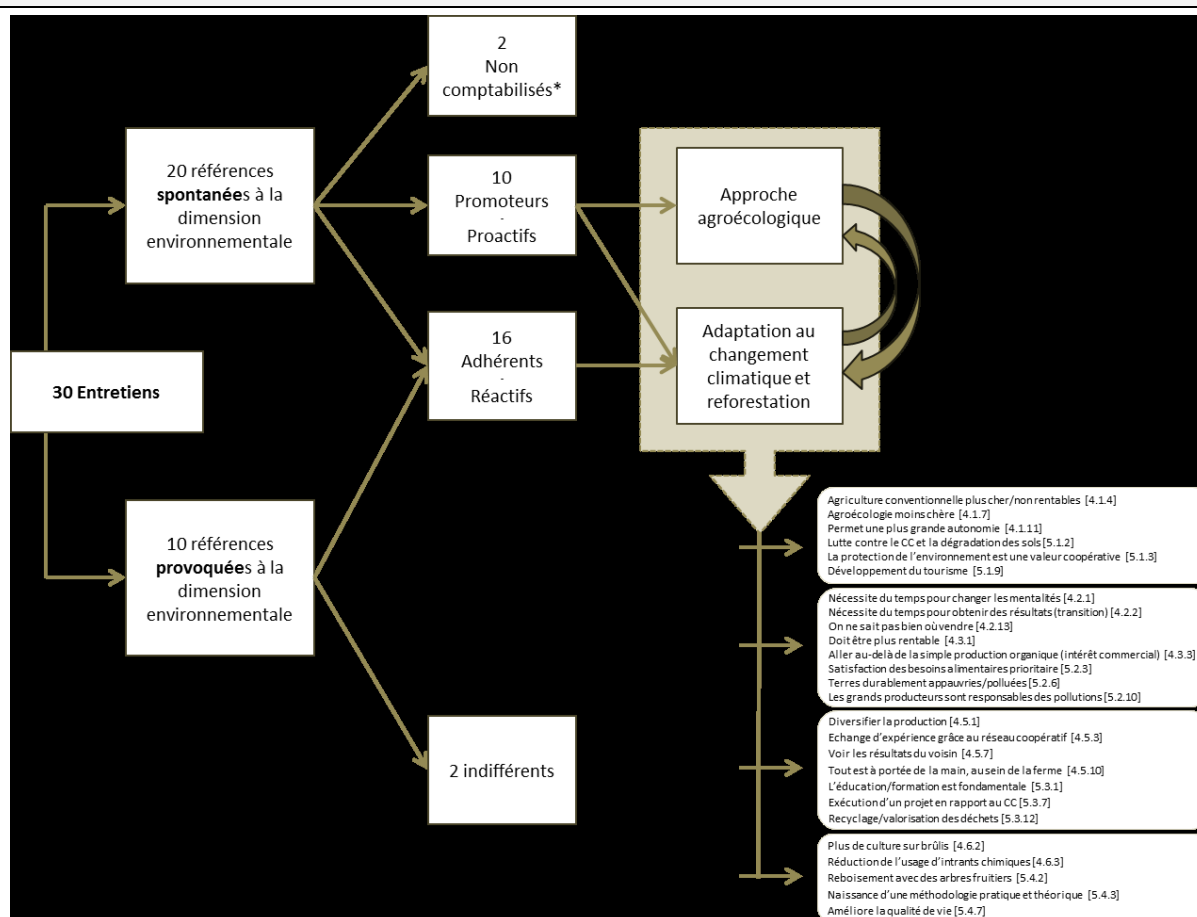 2
Non
comptabilisés*
20 références
spontanées à la
dimension
environnementale
10
Promoteurs
-
Proactifs
Approche
agroécologique
16
Adhérents
-
Réactifs
Adaptation au
changement
climatique et
reforestation
30 Entretiens
10 références
provoquées à la
dimension
environnementale
2 indifférents
Agriculture conventionnelle plus cher/non rentables [4.1.4]
Agroécologie moins chère [4.1.7]
Permet une plus grande autonomie [4.1.11]
Lutte contre le CC et la dégradation des sols [5.1.2]
La protection de l'environnement est une valeur coopérative [5.1.3]
Développement du tourisme [5.1.9]
Nécessite du temps pour changer les mentalités [4.2.1]
Nécessite du temps pour obtenir des résultats (transition) [4.2.2]
On ne sait pas bien où vendre [4.2.13]
Doit être plus rentable [4.3.1]
Aller au-delà de la simple production organique (intérêt commercial) [4.3.3]
Satisfaction des besoins alimentaires prioritaire [5.2.3]
Terres durablement appauvries/polluées [5.2.6]
Les grands producteurs sont responsables des pollutions [5.2.10]
Diversifier la production [4.5.1]
Echange d'expérience grâce au réseau coopératif [4.5.3]
Voir les résultats du voisin [4.5.7]
Tout est à portée de la main, au sein de la ferme [4.5.10]
L'éducation/formation est fondamentale [5.3.1]
Exécution d'un projet en rapport au CC [5.3.7]
Recyclage/valorisation des déchets [5.3.12]
Plus de culture sur brûlis [4.6.2]
Réduction de l'usage d'intrants chimiques [4.6.3]
Reboisement avec des arbres fruitiers [5.4.2]
Naissance d'une méthodologie pratique et théorique [5.4.3]
Améliore la qualité de vie [5.4.7]